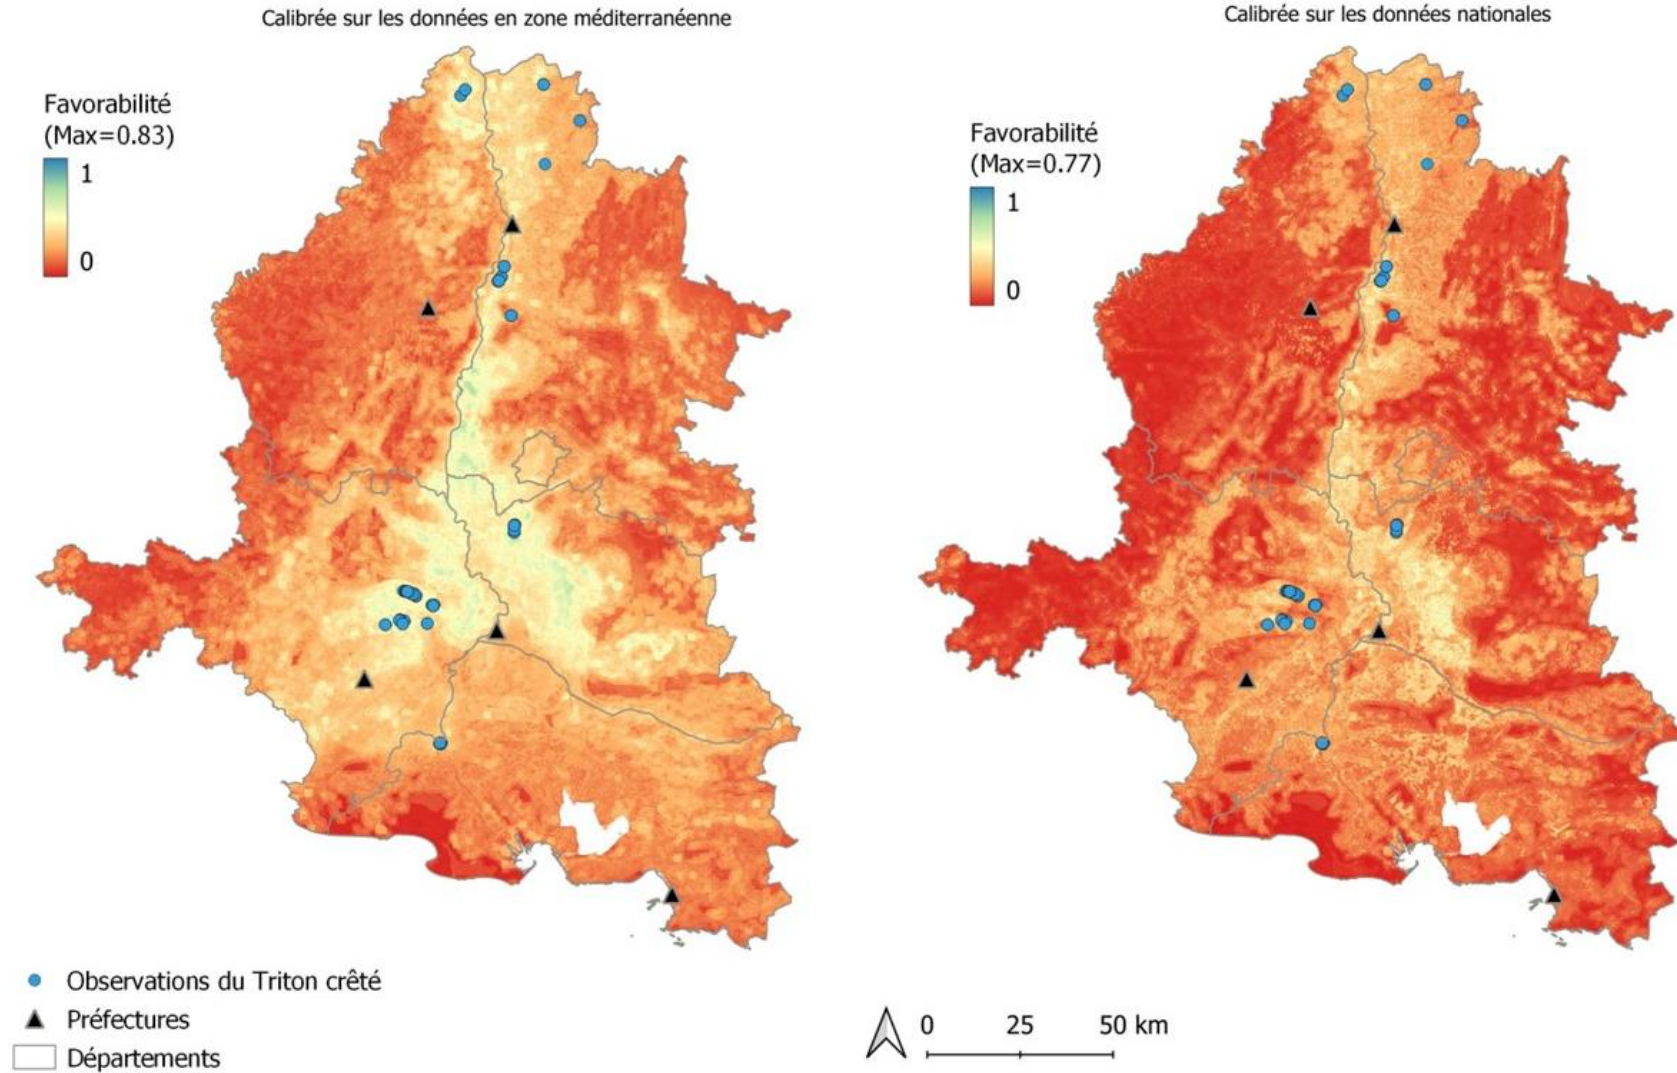 Calibrée sur les données en zone méditerranéenne
Calibrée sur les données nationales
Favorabilité
(Max=0.83)
1
0
Favorabilité
(Max=0.77)
1
0
Observations du Triton crêté
Préfectures
Départements
0 25 50 km